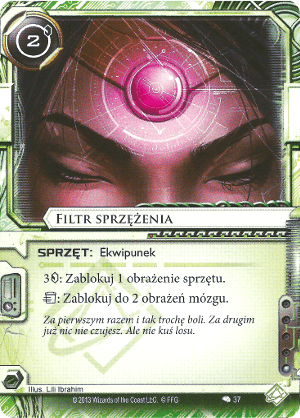 2
FILTR SPRZĘŻENIA
SPRZĘT: Ekwipunek
3: Zablokuj 1 obrażenie sprzętu.
: Zablokuj do 2 obrażeń mózgu.
Za pierwszym razem i tak trochę boli. Za drugim
już nic nie czujesz. Ale nie kuś losu.
Illus. Lili Ibrahim
© 2013 Wizards of the Coast LLC. © FFG
37